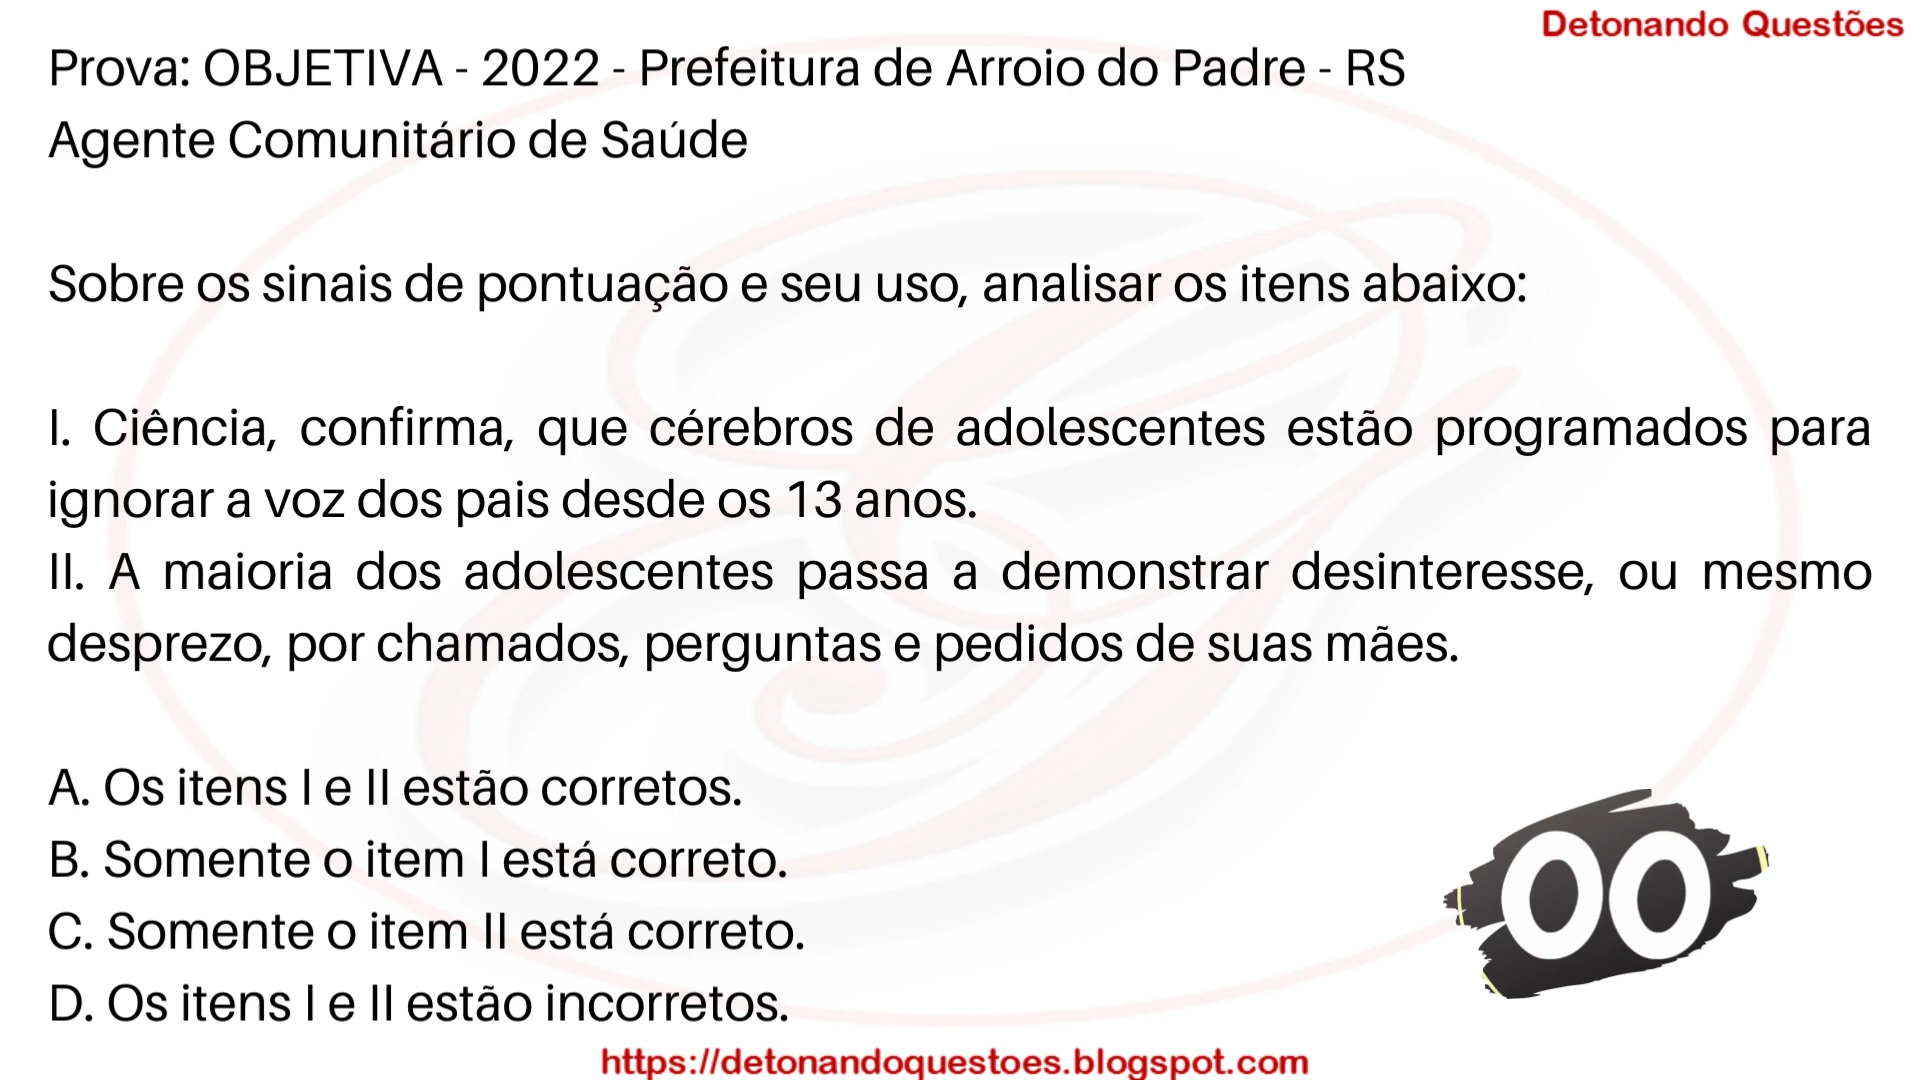 Detonando Questões
Prova: OBJETIVA - 2022 - Prefeitura de Arroio do Padre - RS
Agente Comunitário de Saúde
Sobre os sinais de pontuação e seu uso, analisar os itens abaixo:
I. Ciência, confirma, que cérebros de adolescentes estão programados para
ignorar a voz dos pais desde os 13 anos.
II. A maioria dos adolescentes passa a demonstrar desinteresse, ou mesmo
desprezo, por chamados, perguntas e pedidos de suas mães.
A. Os itens I e II estão corretos.
B. Somente o item I está correto.
C. Somente o item II está correto.
D. Os itens I e II estão incorretos.
00
https://detonandoquestoes.blogspot.com